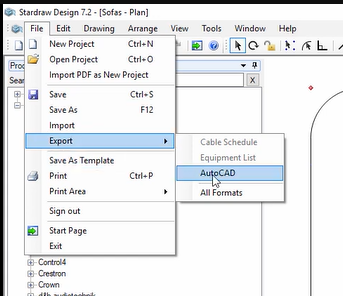 Stardraw Design 7.2 - [Sofas - Plan]
File Edit Drawing Arrange View Tools Window Help
New Project Ctrl+N
Open Project Ctrl+O
Import PDF as New Project
Save Ctrl+S
Save As F12
Import
Export
Cable Schedule
Equipment List
AutoCAD
All Formats
Save As Template
Print Ctrl+P
Print Area
Sign out
Start Page
Exit
Control4
Crestron
Crown
d&b audiotechnik